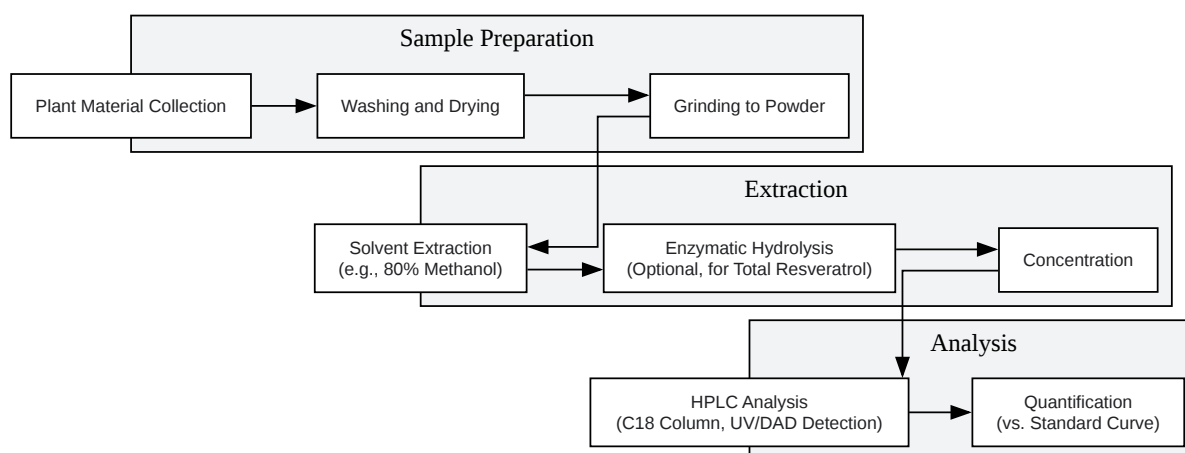 Sample Preparation
Plant Material Collection
Washing and Drying
Grinding to Powder
Extraction
Solvent Extraction
(e.g., 80% Methanol)
Enzymatic Hydrolysis
(Optional, for Total Resveratrol)
Concentration
Analysis
HPLC Analysis
(C18 Column, UV/DAD Detection)
Quantification
(vs. Standard Curve)